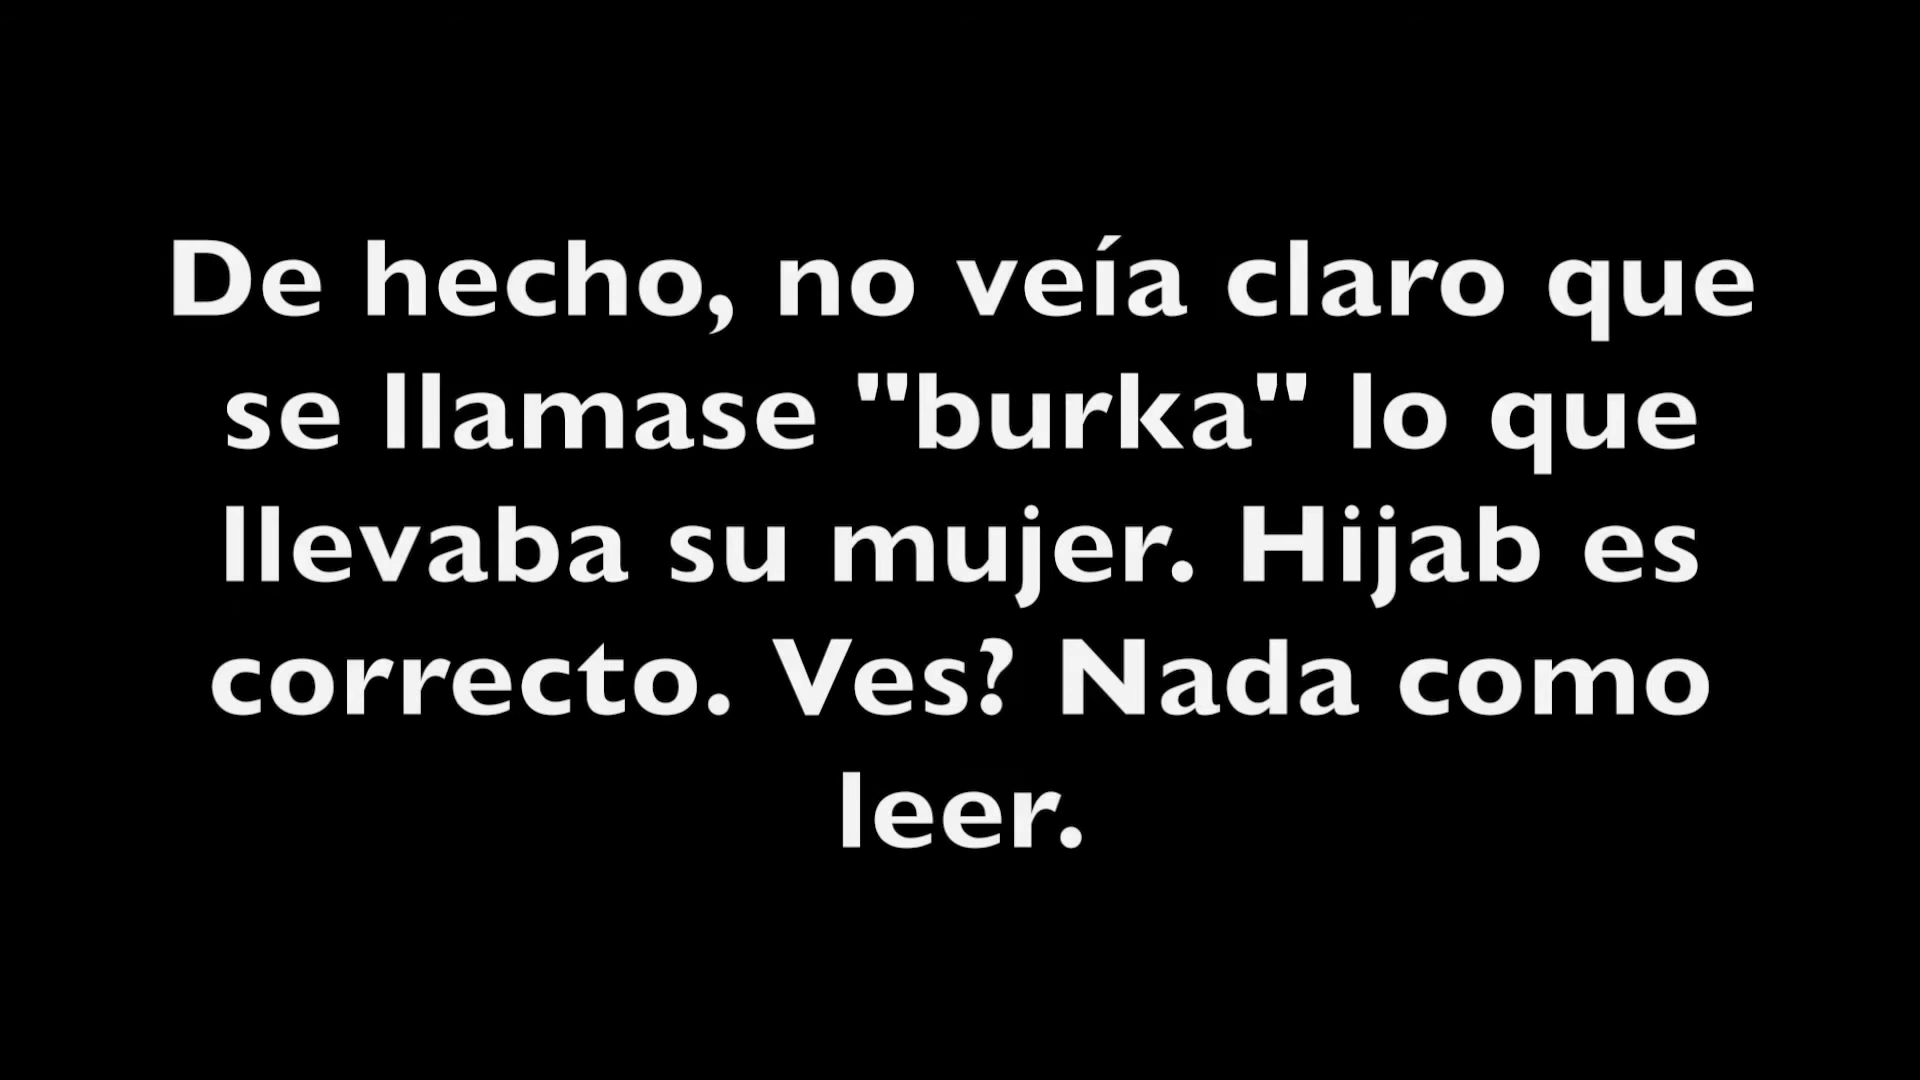 De hecho, no veía claro que
se llamase "burka" lo que
llevaba su mujer. Hijab es
correcto. Ves? Nada como
leer.